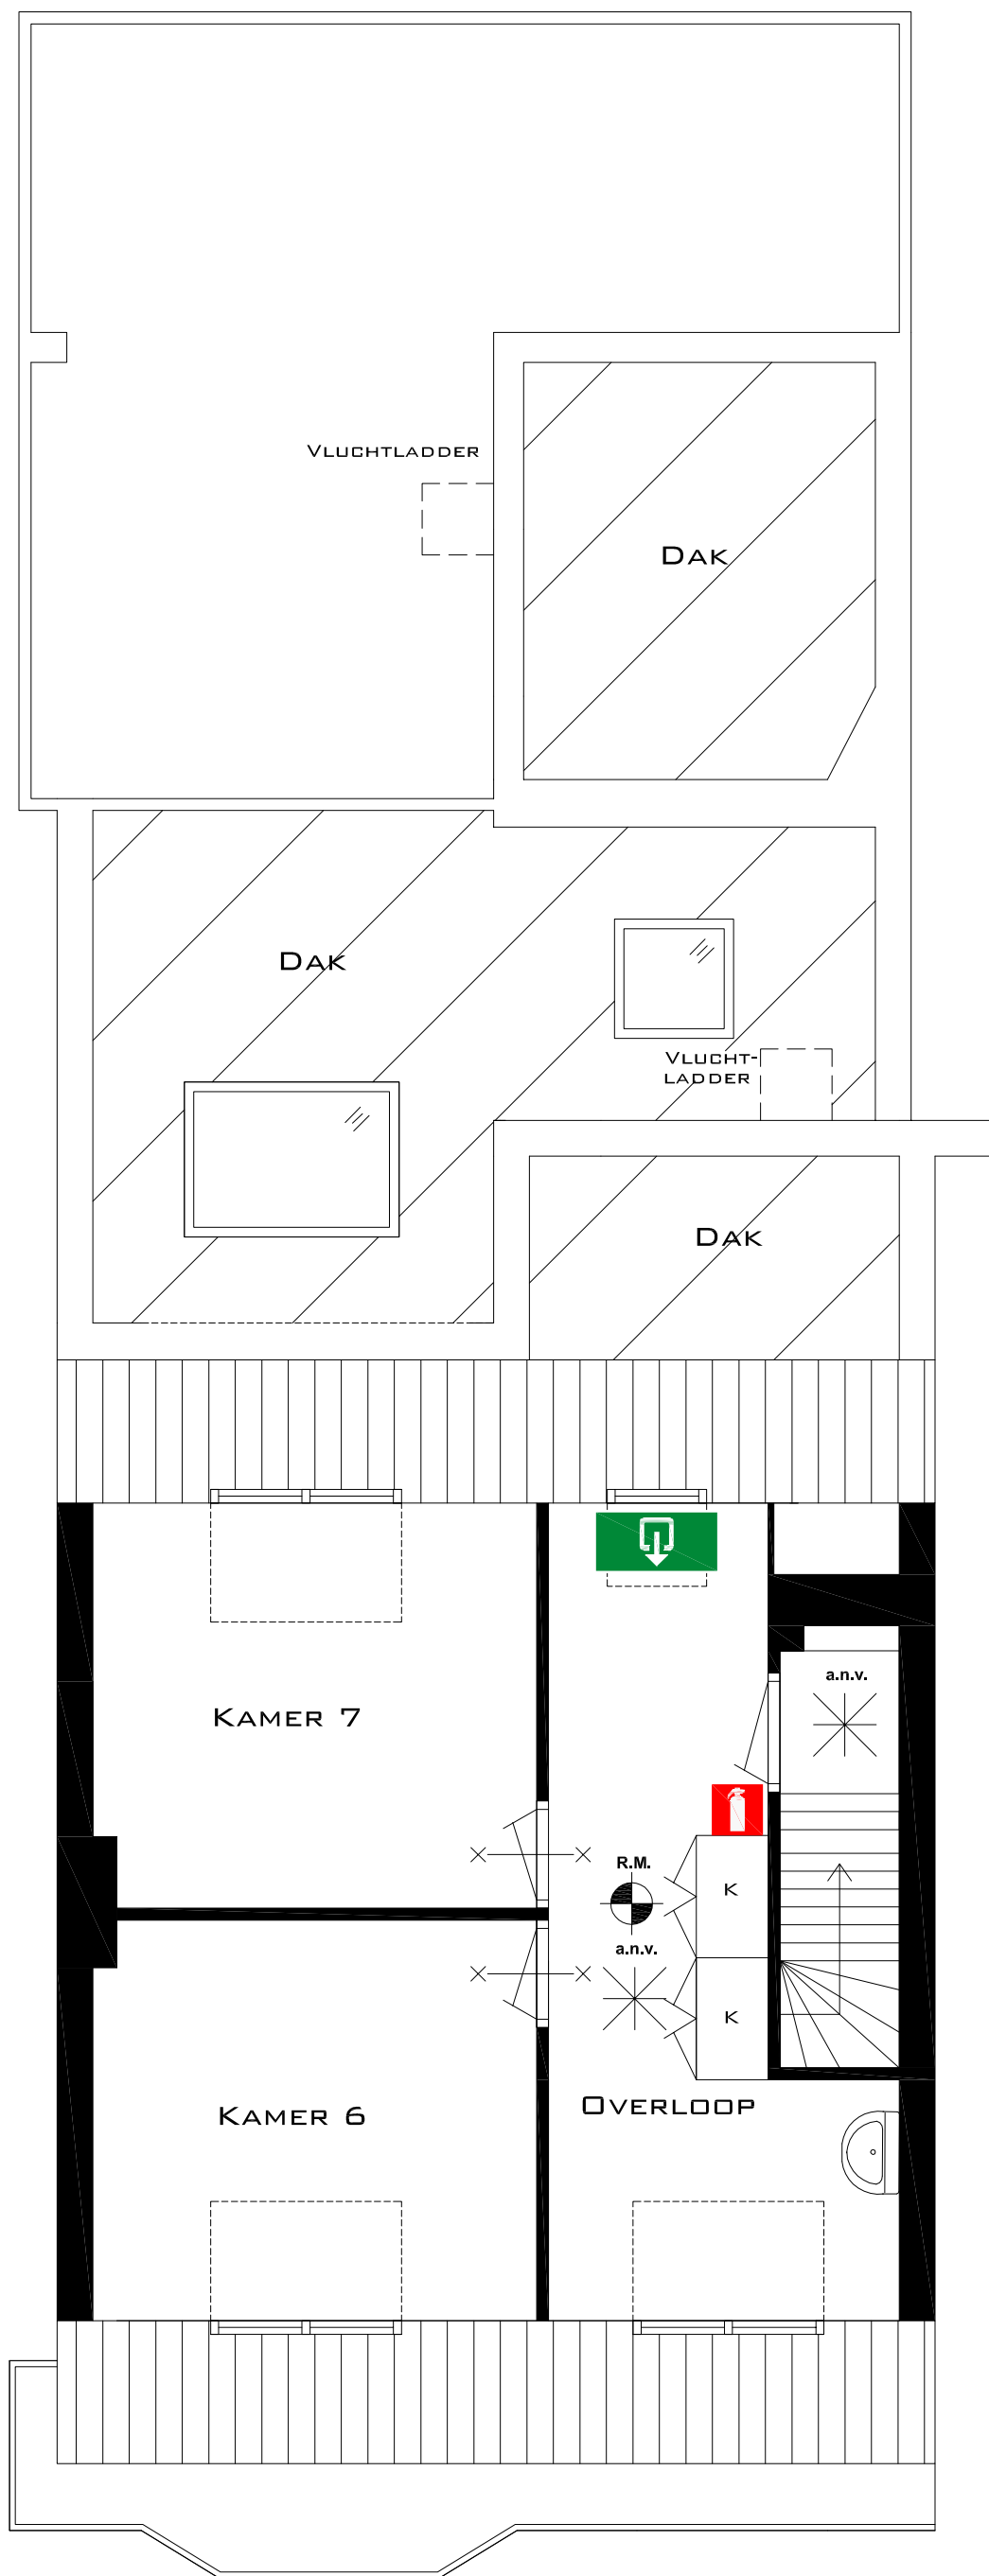 VLUCHTLADDER
DAK
DAK
VLUCHT-
LADDER
DAK
a.n.v.
KAMER 7
R.M.
K
a.n.v.
K
OVERLOOP
KAMER 6